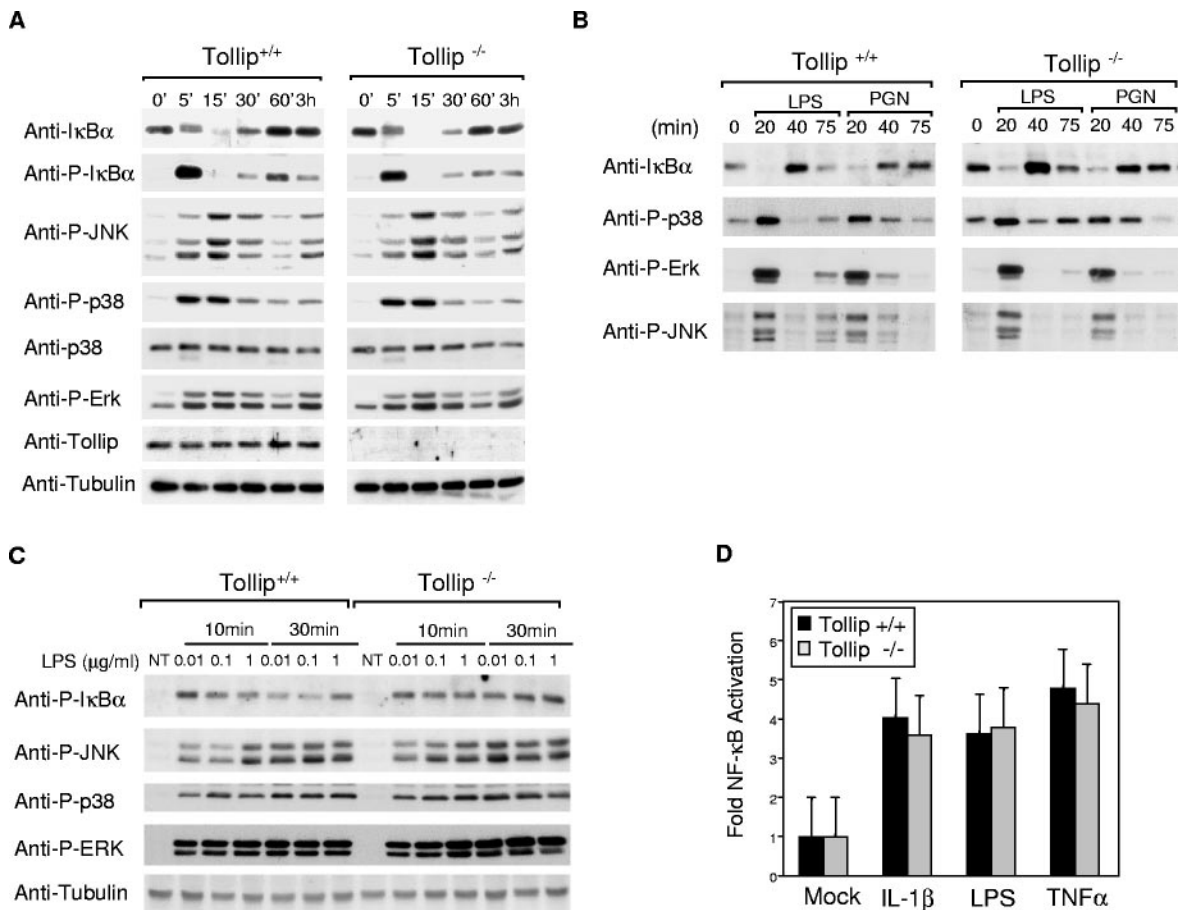 A
Tollip+/+ Tollip -/-
0' 5' 15' 30' 60' 3h 0' 5' 15' 30' 60' 3h
Anti-IκBα
Anti-P-IκBα
Anti-P-JNK
Anti-P-p38
Anti-p38
Anti-P-Erk
Anti-Tollip
Anti-Tubulin
B
Tollip +/+ Tollip -/-
LPS PGN LPS PGN
(min) 0 20 40 75 20 40 75 0 20 40 75 20 40 75
Anti-IκBα
Anti-P-p38
Anti-P-Erk
Anti-P-JNK
C
Tollip+/+ Tollip -/-
10min 30min 10min 30min
LPS (μg/ml) NT 0.01 0.1 1 0.01 0.1 1 NT 0.01 0.1 1 0.01 0.1 1
Anti-P-IκBα
Anti-P-JNK
Anti-P-p38
Anti-P-ERK
Anti-Tubulin
D
Fold NF-κB Activation
7
6
5
4
3
2
1
0
Tollip +/+
Tollip -/-
Mock IL-1β LPS TNFα